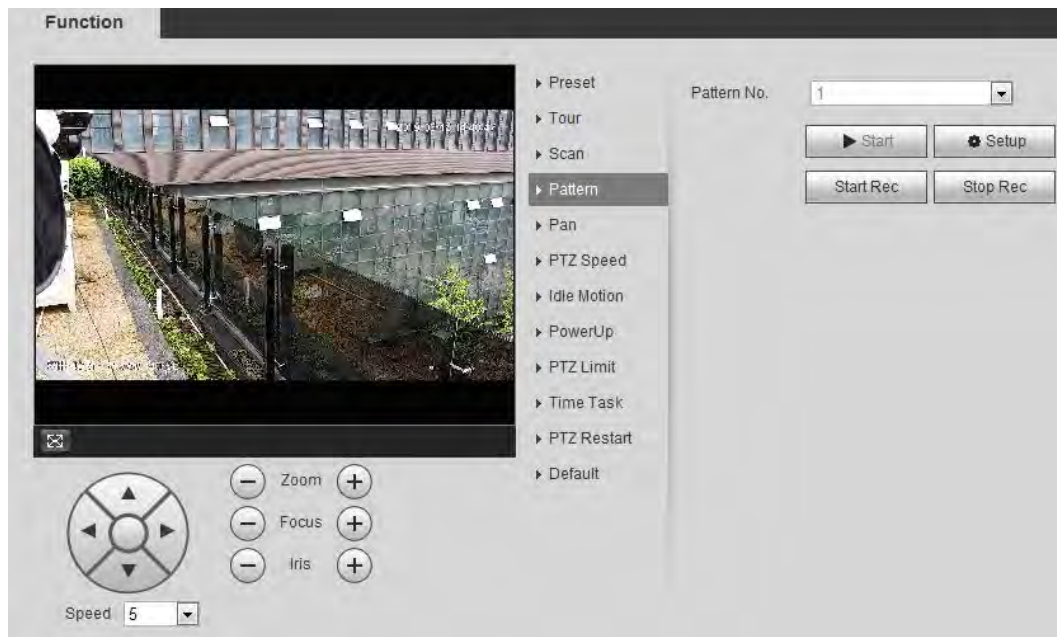 Function
Preset
Tour
Scan
Pattern
Pan
PTZ Speed
Idle Motion
PowerUp
PTZ Limit
Time Task
PTZ Restart
Default
Pattern No. 1
Start Setup
Start Rec Stop Rec
Zoom
Focus
Iris
Speed 5